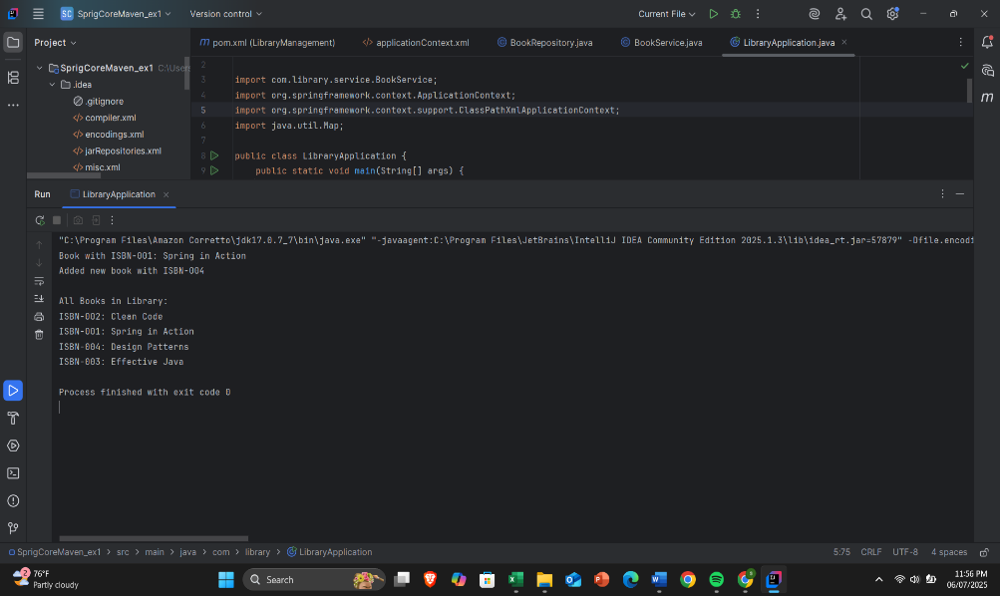 SC SprigCoreMaven_ex1 Version control Current File
Project
pom.xml (LibraryManagement) applicationContext.xml BookRepository.java BookService.java LibraryApplication.java
SprigCoreMaven_ex1 C:\Users
.idea
.gitignore
compiler.xml
encodings.xml
jarRepositories.xml
misc.xml
2
3 import com.library.service.BookService;
4 import org.springframework.context.ApplicationContext;
5 import org.springframework.context.support.ClassPathXmlApplicationContext;
6 import java.util.Map;
7
8 public class LibraryApplication {
9 public static void main(String[] args) {
Run LibraryApplication
"C:\Program Files\Amazon Corretto\jdk17.0.7_7\bin\java.exe" "-javaagent:C:\Program Files\JetBrains\IntelliJ IDEA Community Edition 2025.1.3\lib\idea_rt.jar=57879" -Dfile.encodi
Book with ISBN-001: Spring in Action
Added new book with ISBN-004
All Books in Library:
ISBN-002: Clean Code
ISBN-001: Spring in Action
ISBN-004: Design Patterns
ISBN-003: Effective Java
Process finished with exit code 0
SprigCoreMaven_ex1 > src > main > java > com > library > LibraryApplication 5:75 CRLF UTF-8 4 spaces
76°F
Partly cloudy
Search
11:56 PM
06/07/2025